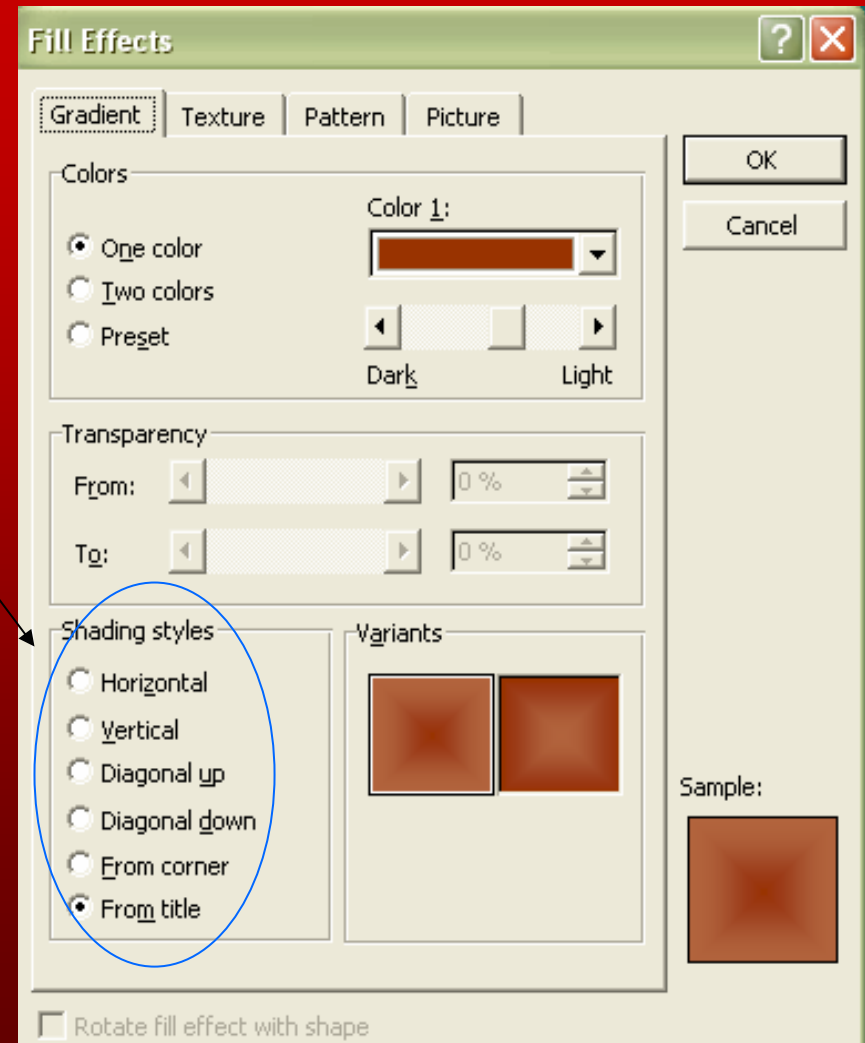 Fill Effects
Gradient Texture Pattern Picture
OK
Cancel
Colors
Color 1:
One color
Two colors
Preset
Dark Light
Transparency
From: 0 %
To: 0 %
Shading styles
Horizontal
Vertical
Diagonal up
Diagonal down
From corner
From title
Variants
Sample:
Rotate fill effect with shape